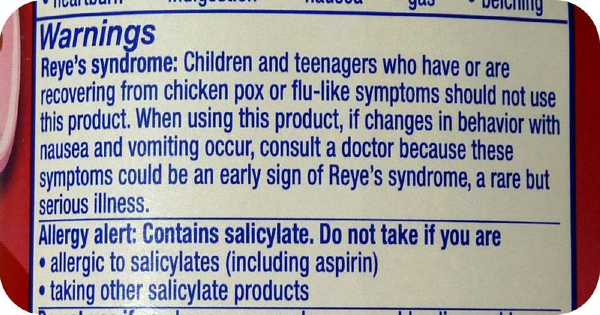 • heartburn • indigestion • nausea • gas • belching
Warnings
Reye's syndrome: Children and teenagers who have or are
recovering from chicken pox or flu-like symptoms should not use
this product. When using this product, if changes in behavior with
nausea and vomiting occur, consult a doctor because these
symptoms could be an early sign of Reye's syndrome, a rare but
serious illness.
Allergy alert: Contains salicylate. Do not take if you are
• allergic to salicylates (including aspirin)
• taking other salicylate products